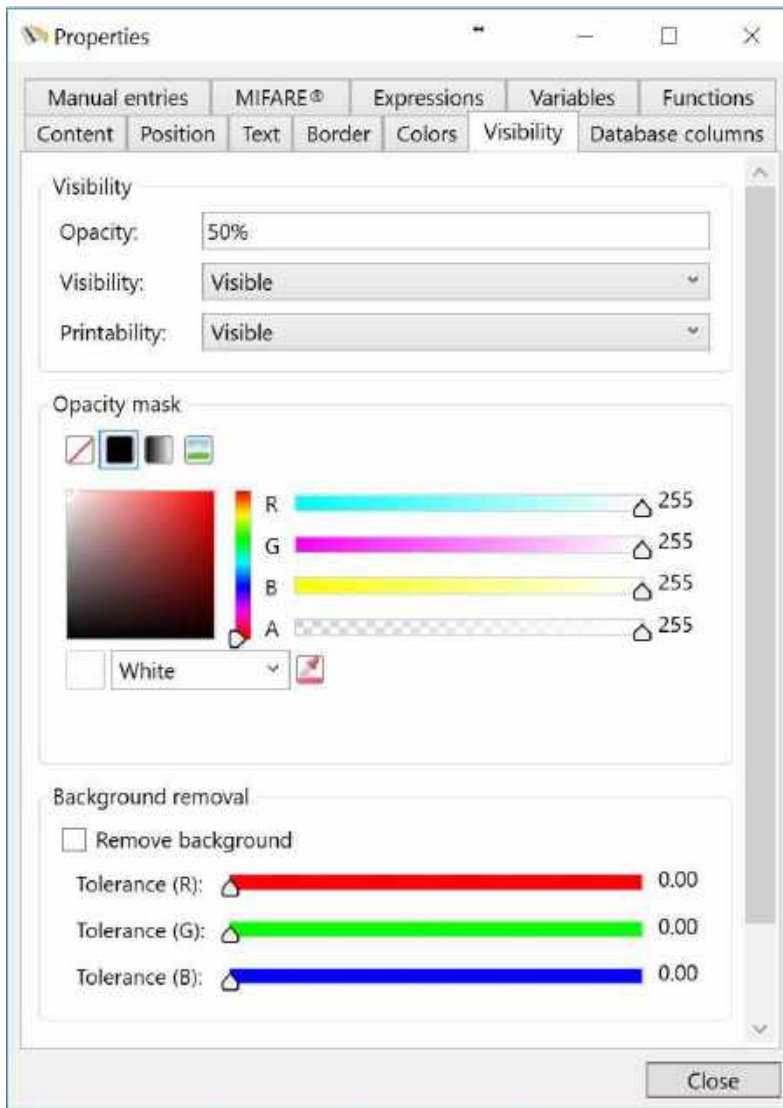 Properties
Manual entries MIFARE® Expressions Variables Functions
Content Position Text Border Colors Visibility Database columns
Visibility
Opacity: 50%
Visibility: Visible
Printability: Visible
Opacity mask
R 255
G 255
B 255
A 255
White
Background removal
Remove background
Tolerance (R): 0.00
Tolerance (G): 0.00
Tolerance (B): 0.00
Close